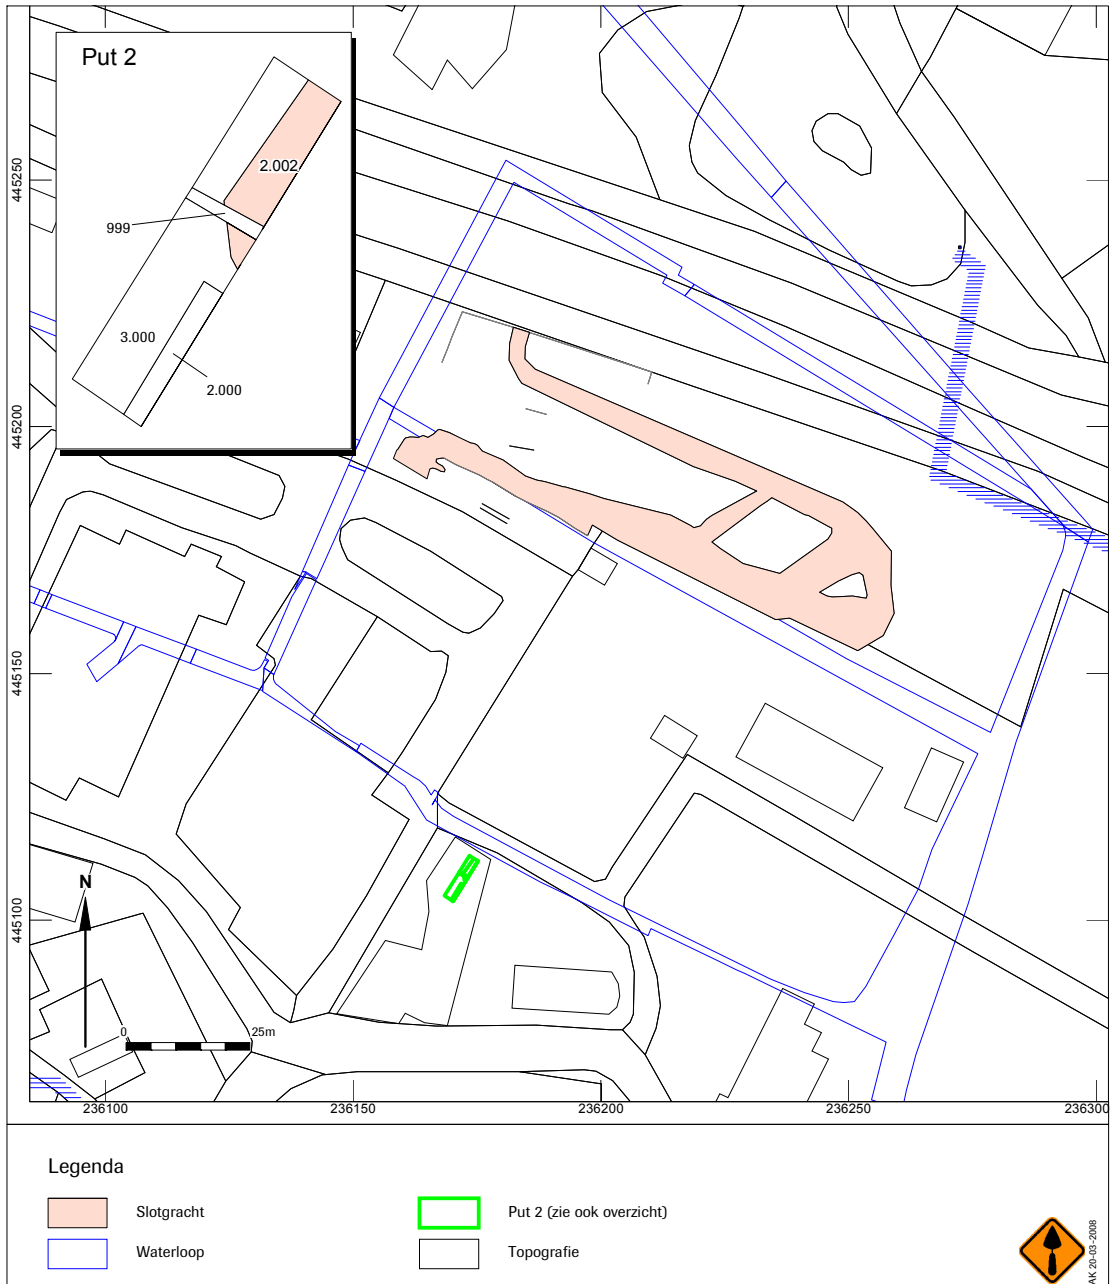 Put 2
2.002
999
3.000
2.000
445250
445200
445150
445100
N
0
25m
236100
236150
236200
236250
236300
Legenda
Slotgracht
Put 2 (zie ook overzicht)
Waterloop
Topografie
AK 20-03-2008